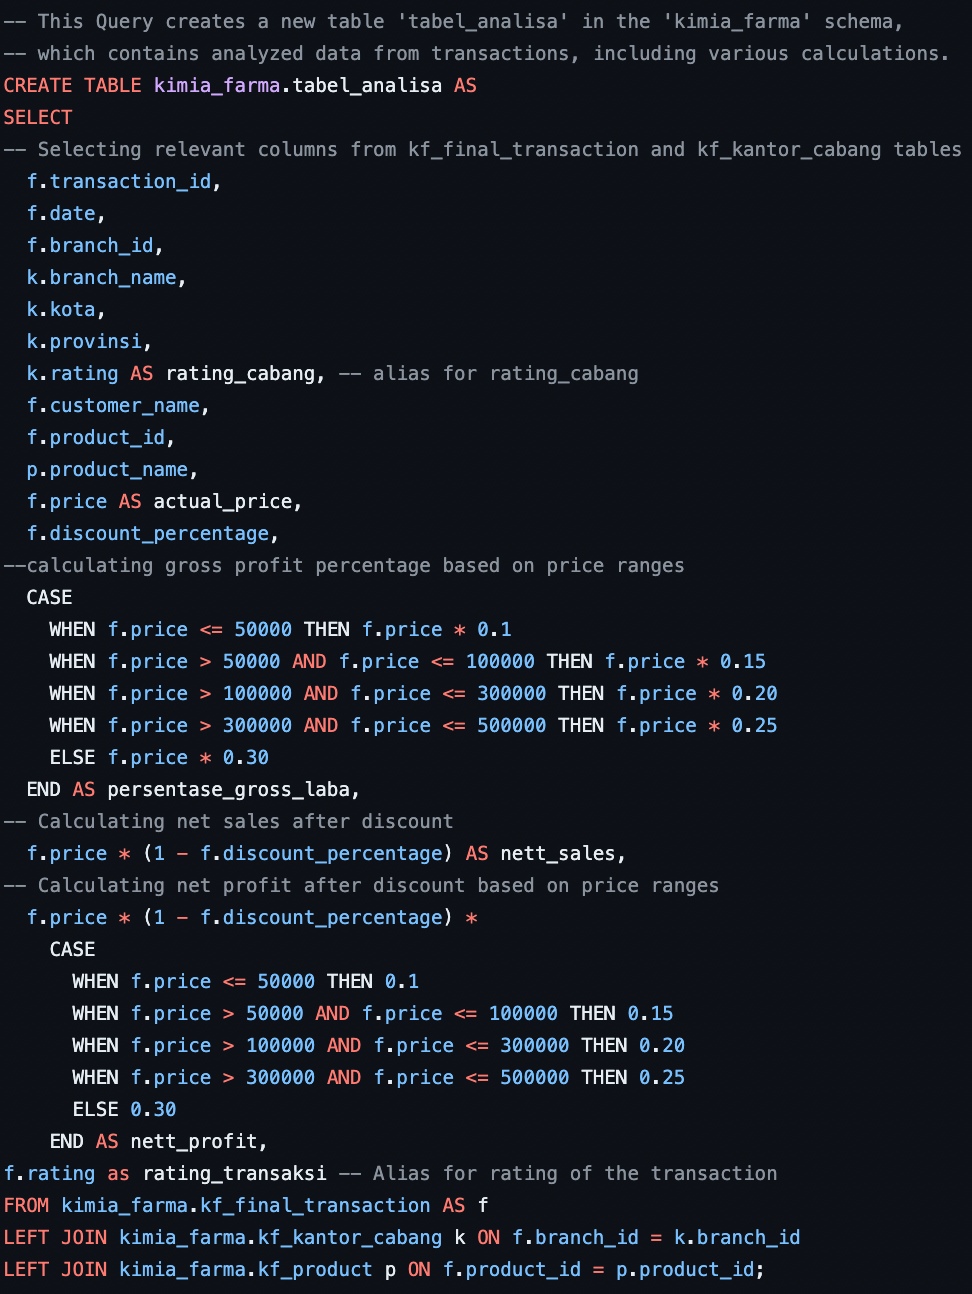 -- This Query creates a new table 'tabel_analisa' in the 'kimia_farma' schema,
-- which contains analyzed data from transactions, including various calculations.
CREATE TABLE kimia_farma.tabel_analisa AS
SELECT
-- Selecting relevant columns from kf_final_transaction and kf_kantor_cabang tables
  f.transaction_id,
  f.date,
  f.branch_id,
  k.branch_name,
  k.kota,
  k.provinsi,
  k.rating AS rating_cabang, -- alias for rating_cabang
  f.customer_name,
  f.product_id,
  p.product_name,
  f.price AS actual_price,
  f.discount_percentage,
--calculating gross profit percentage based on price ranges
  CASE
    WHEN f.price <= 50000 THEN f.price * 0.1
    WHEN f.price > 50000 AND f.price <= 100000 THEN f.price * 0.15
    WHEN f.price > 100000 AND f.price <= 300000 THEN f.price * 0.20
    WHEN f.price > 300000 AND f.price <= 500000 THEN f.price * 0.25
    ELSE f.price * 0.30
  END AS persentase_gross_laba,
-- Calculating net sales after discount
  f.price * (1 - f.discount_percentage) AS nett_sales,
-- Calculating net profit after discount based on price ranges
  f.price * (1 - f.discount_percentage) *
    CASE
      WHEN f.price <= 50000 THEN 0.1
      WHEN f.price > 50000 AND f.price <= 100000 THEN 0.15
      WHEN f.price > 100000 AND f.price <= 300000 THEN 0.20
      WHEN f.price > 300000 AND f.price <= 500000 THEN 0.25
      ELSE 0.30
    END AS nett_profit,
f.rating as rating_transaksi -- Alias for rating of the transaction
FROM kimia_farma.kf_final_transaction AS f
LEFT JOIN kimia_farma.kf_kantor_cabang k ON f.branch_id = k.branch_id
LEFT JOIN kimia_farma.kf_product p ON f.product_id = p.product_id;